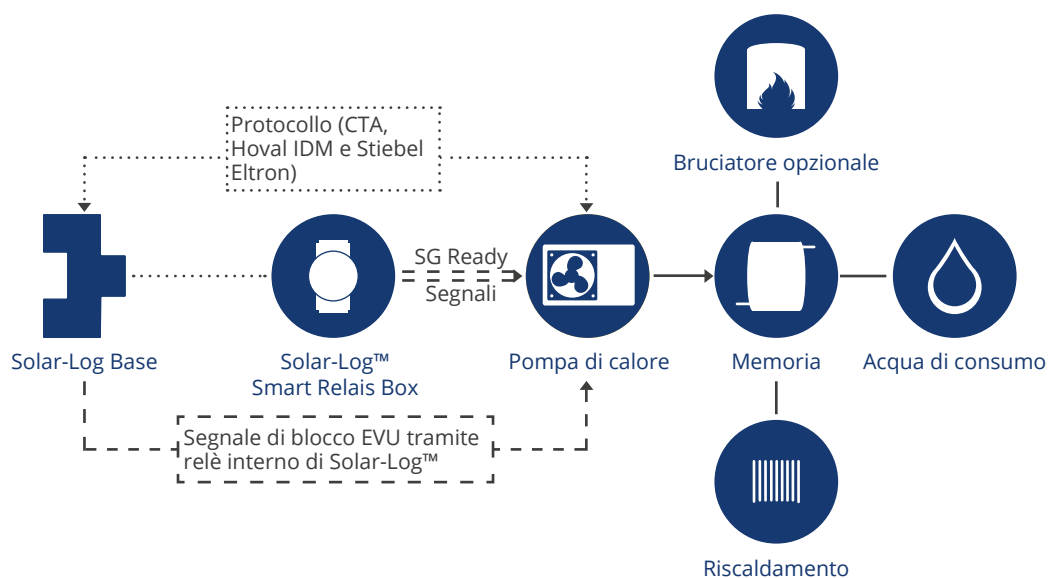 Protocollo (CTA,
Hoval IDM e Stiebel
Eltron)
Bruciatore opzionale
SG Ready
Segnali
Solar-Log Base
Solar-Log™
Smart Relais Box
Pompa di calore
Memoria
Acqua di consumo
Segnale di blocco EVU tramite
relè interno di Solar-Log™
Riscaldamento